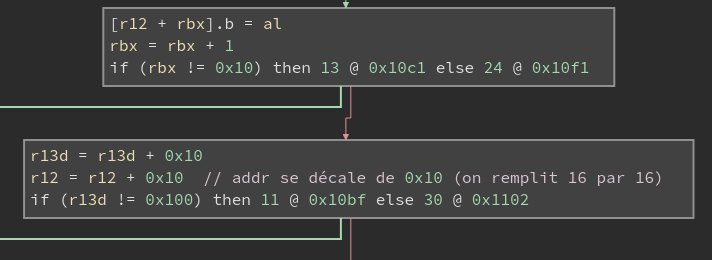 [r12 + rbx].b = al
rbx = rbx + 1
if (rbx != 0x10) then 13 @ 0x10c1 else 24 @ 0x10f1
r13d = r13d + 0x10
r12 = r12 + 0x10  // addr se décale de 0x10 (on remplit 16 par 16)
if (r13d != 0x100) then 11 @ 0x10bf else 30 @ 0x1102